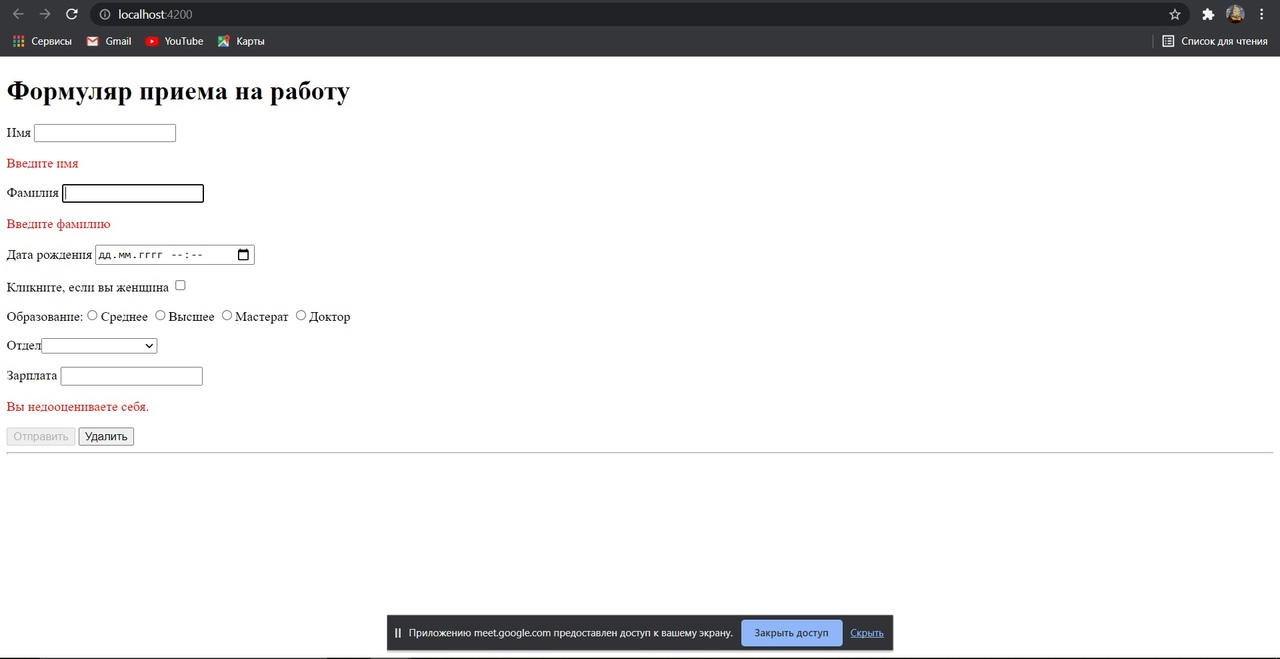 localhost:4200
Сервисы Gmail YouTube Карты Список для чтения
Формуляр приема на работу
Имя
Введите имя
Фамилия
Введите фамилию
Дата рождения дд.мм.гггг --:--
Кликните, если вы женщина
Образование: Среднее Высшее Мастерат Доктор
Отдел
Зарплата
Вы недооцениваете себя.
Отправить Удалить
Приложению meet.google.com предоставлен доступ к вашему экрану. Закрыть доступ Скрыть